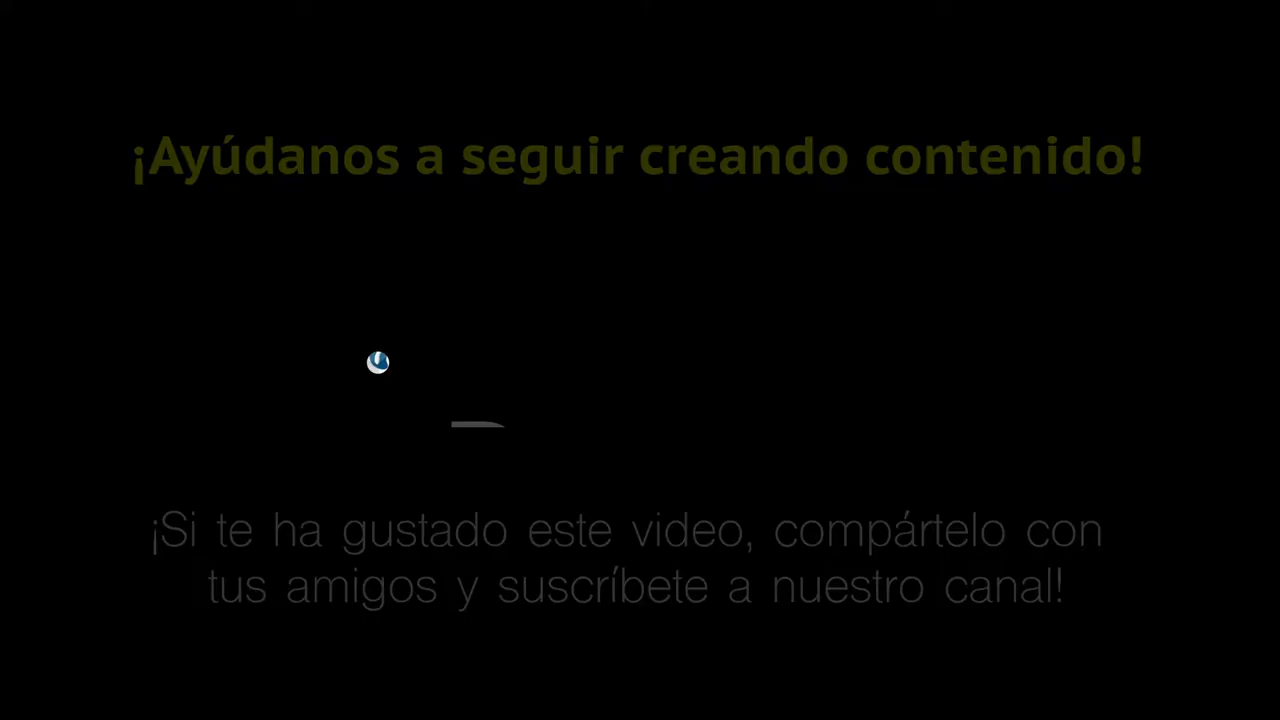 ¡Ayúdanos a seguir creando contenido!
¡Si te ha gustado este video, compártelo con
tus amigos y suscríbete a nuestro canal!